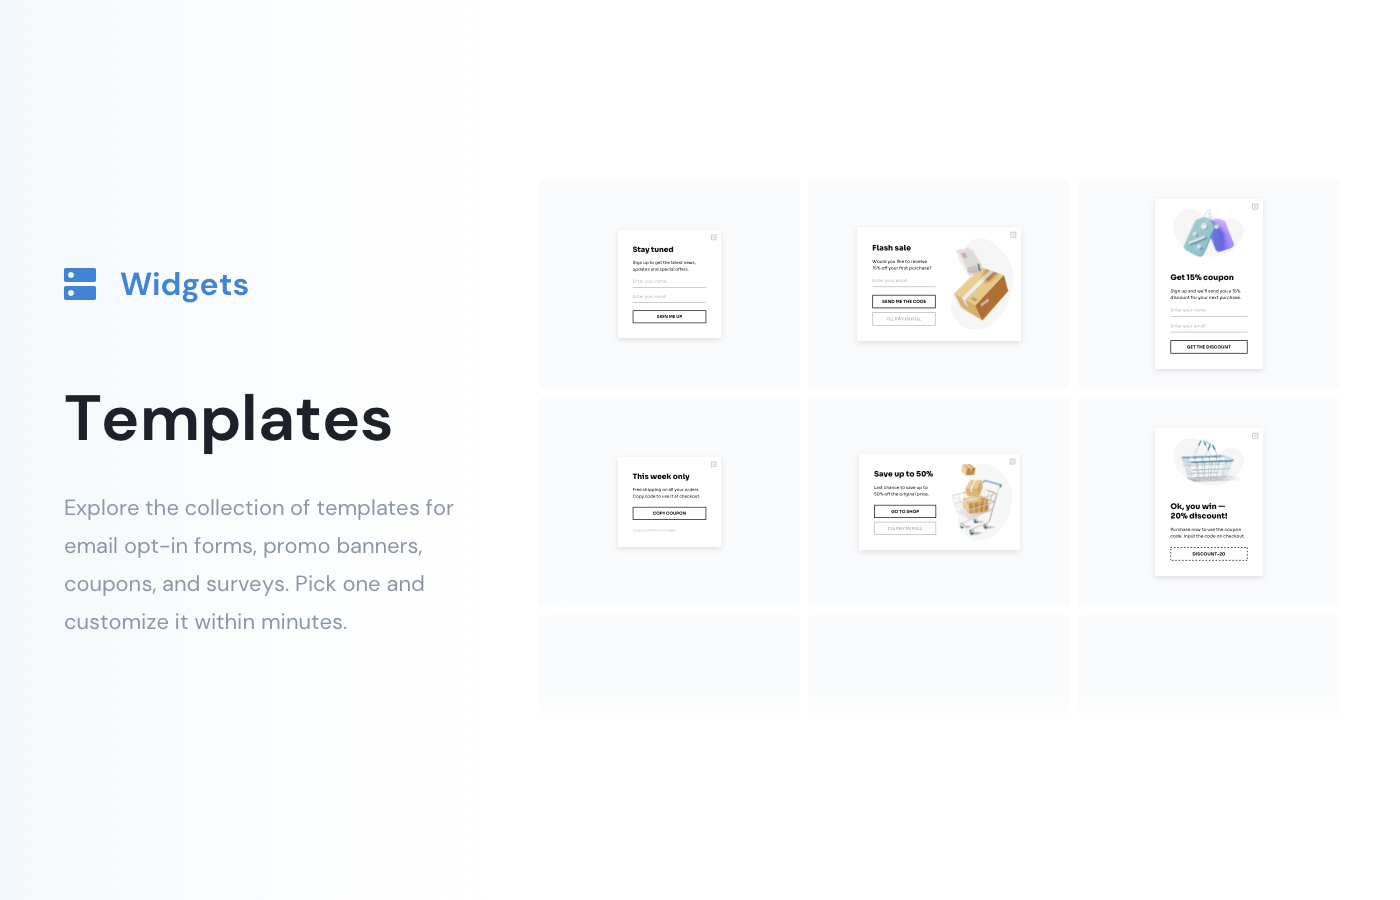 Widgets
Templates
Explore the collection of templates for
email opt-in forms, promo banners,
coupons, and surveys. Pick one and
customize it within minutes.
Stay tuned
Sign up to get the latest news,
updates and special offers.
Enter your name
Enter your email
SIGN ME UP
Flash sale
Would you like to receive
15% off your first purchase?
Enter your email
SEND ME THE CODE
I'LL PAY IN FULL
Get 15% coupon
Sign up and we'll send you a 15%
discount for your next purchase.
Enter your name
Enter your email
GET THE DISCOUNT
This week only
Free shipping on all your orders.
Copy code to use it at checkout.
COPY COUPON
Save up to 50%
Last chance to save up to
50% off the original price.
GO TO SHOP
I'LL PAY IN FULL
Ok, you win —
20% discount!
Purchase now to use the coupon
code. Input the code on checkout.
DISCOUNT-20